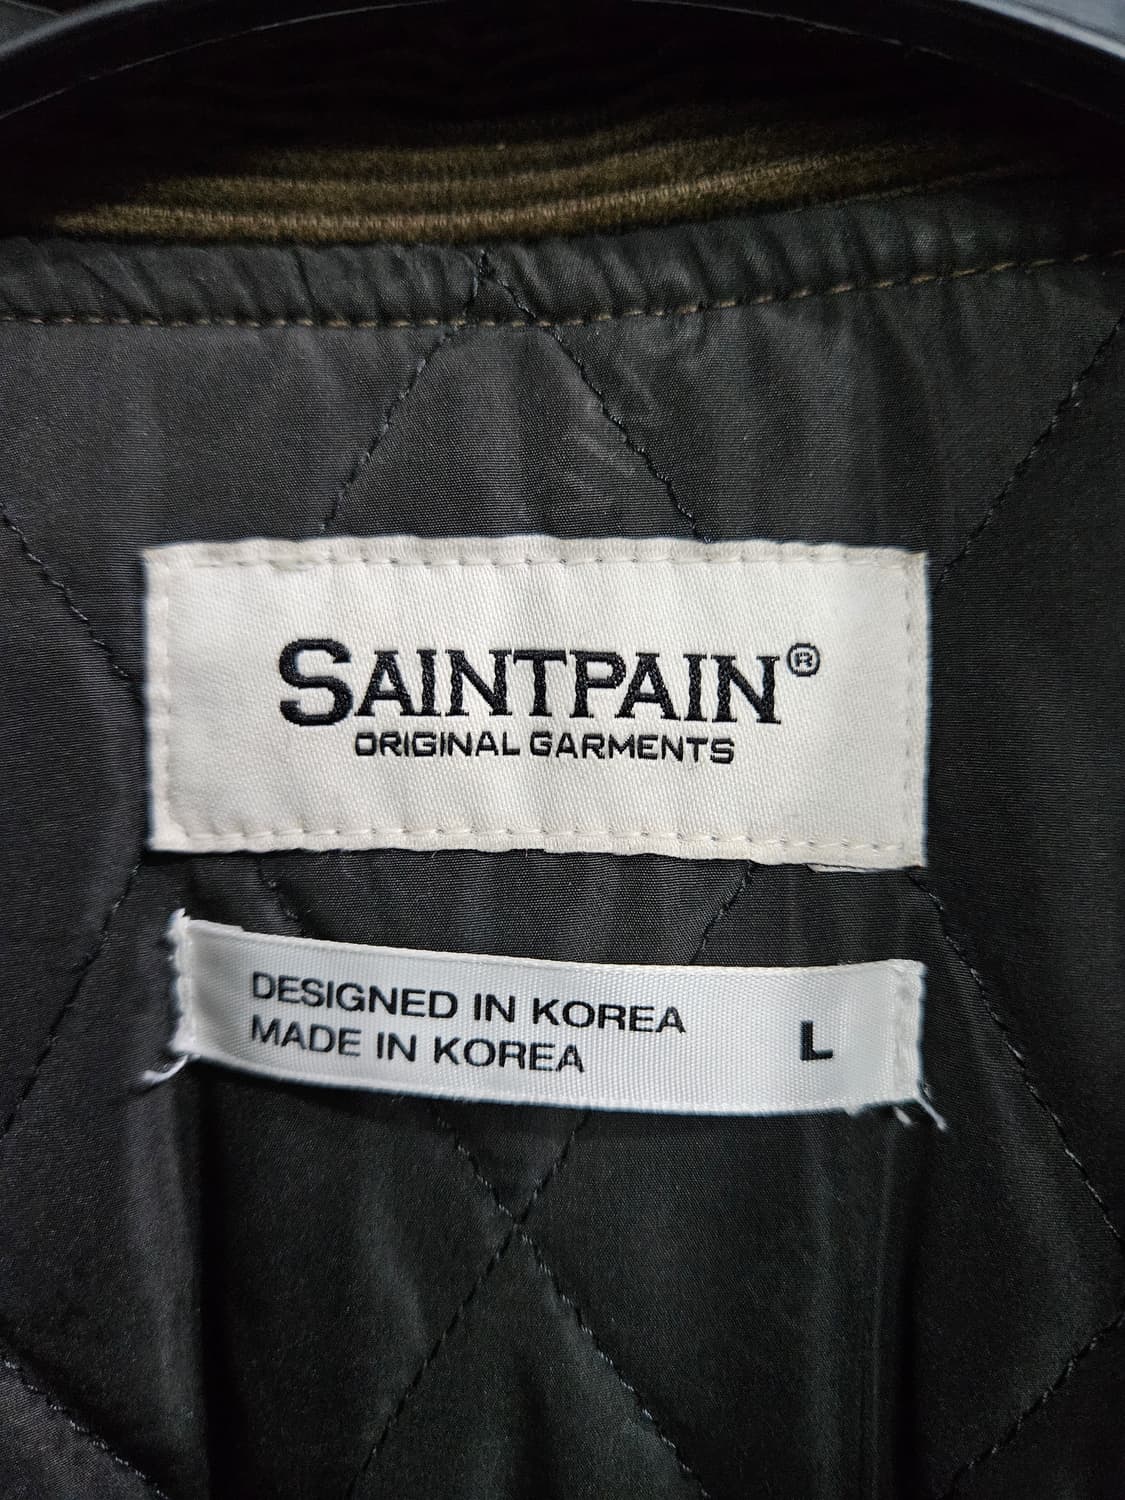 SAINTPAIN®
ORIGINAL GARMENTS
DESIGNED IN KOREA
MADE IN KOREA
L